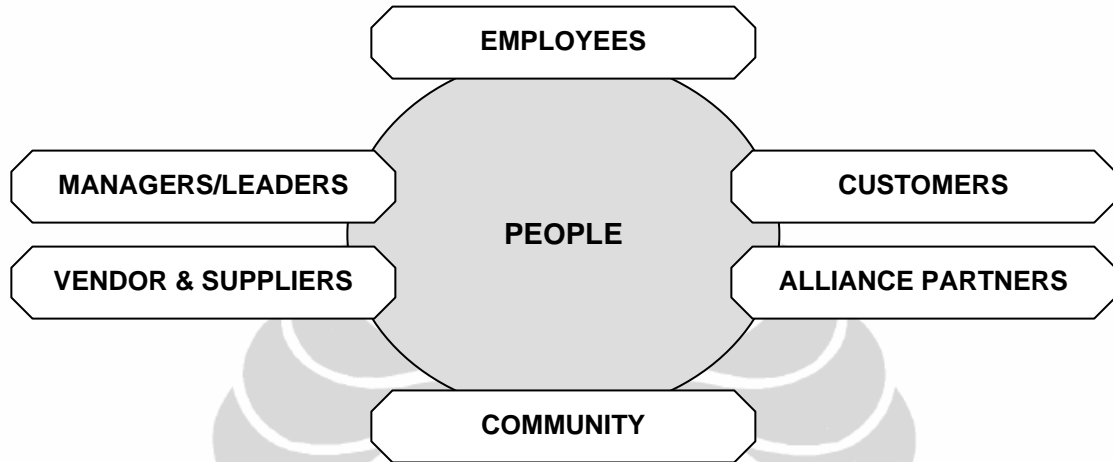 EMPLOYEES
MANAGERS/LEADERS
CUSTOMERS
PEOPLE
VENDOR & SUPPLIERS
ALLIANCE PARTNERS
COMMUNITY